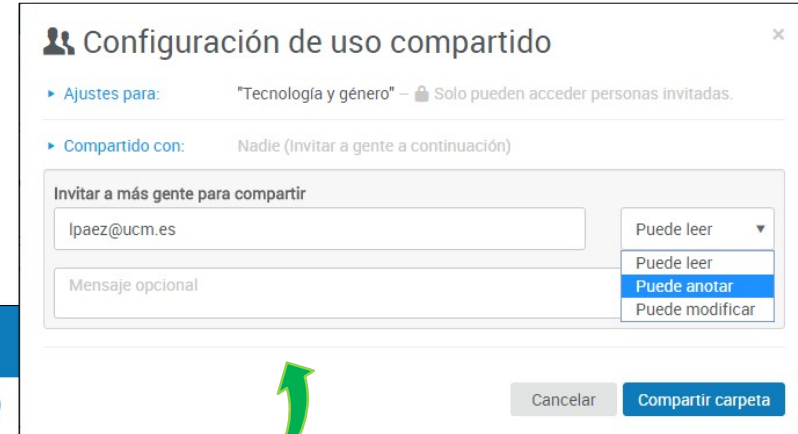 Configuración de uso compartido
×
Ajustes para: "Tecnología y género" – Solo pueden acceder personas invitadas.
Compartido con: Nadie (Invitar a gente a continuación)
Invitar a más gente para compartir
lpaez@ucm.es Puede leer ▼
Puede leer
Mensaje opcional Puede anotar
Puede modificar
Cancelar Compartir carpeta